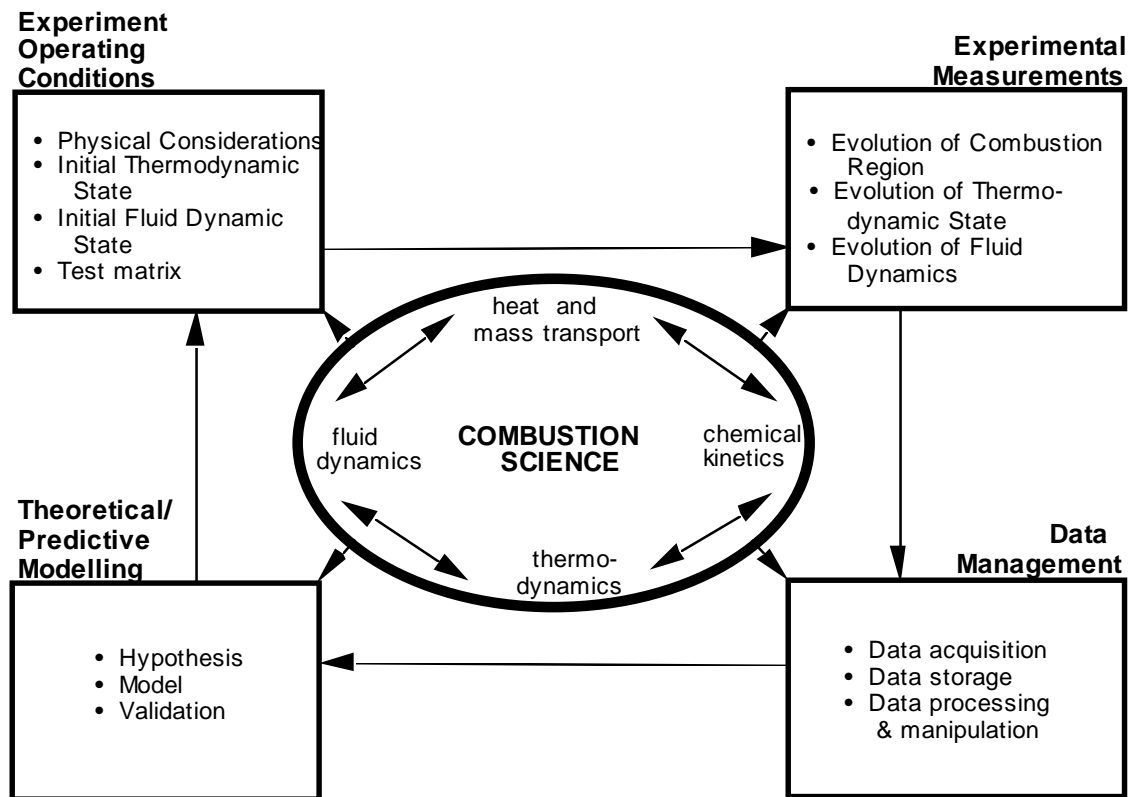 Experiment
Operating
Conditions
• Physical Considerations
• Initial Thermodynamic
State
• Initial Fluid Dynamic
State
• Test matrix
Experimental
Measurements
• Evolution of Combustion
Region
• Evolution of Thermo-
dynamic State
• Evolution of Fluid
Dynamics
heat and
mass transport
fluid
dynamics
COMBUSTION
SCIENCE
chemical
kinetics
thermo-
dynamics
Theoretical/
Predictive
Modelling
• Hypothesis
• Model
• Validation
Data
Management
• Data acquisition
• Data storage
• Data processing
& manipulation